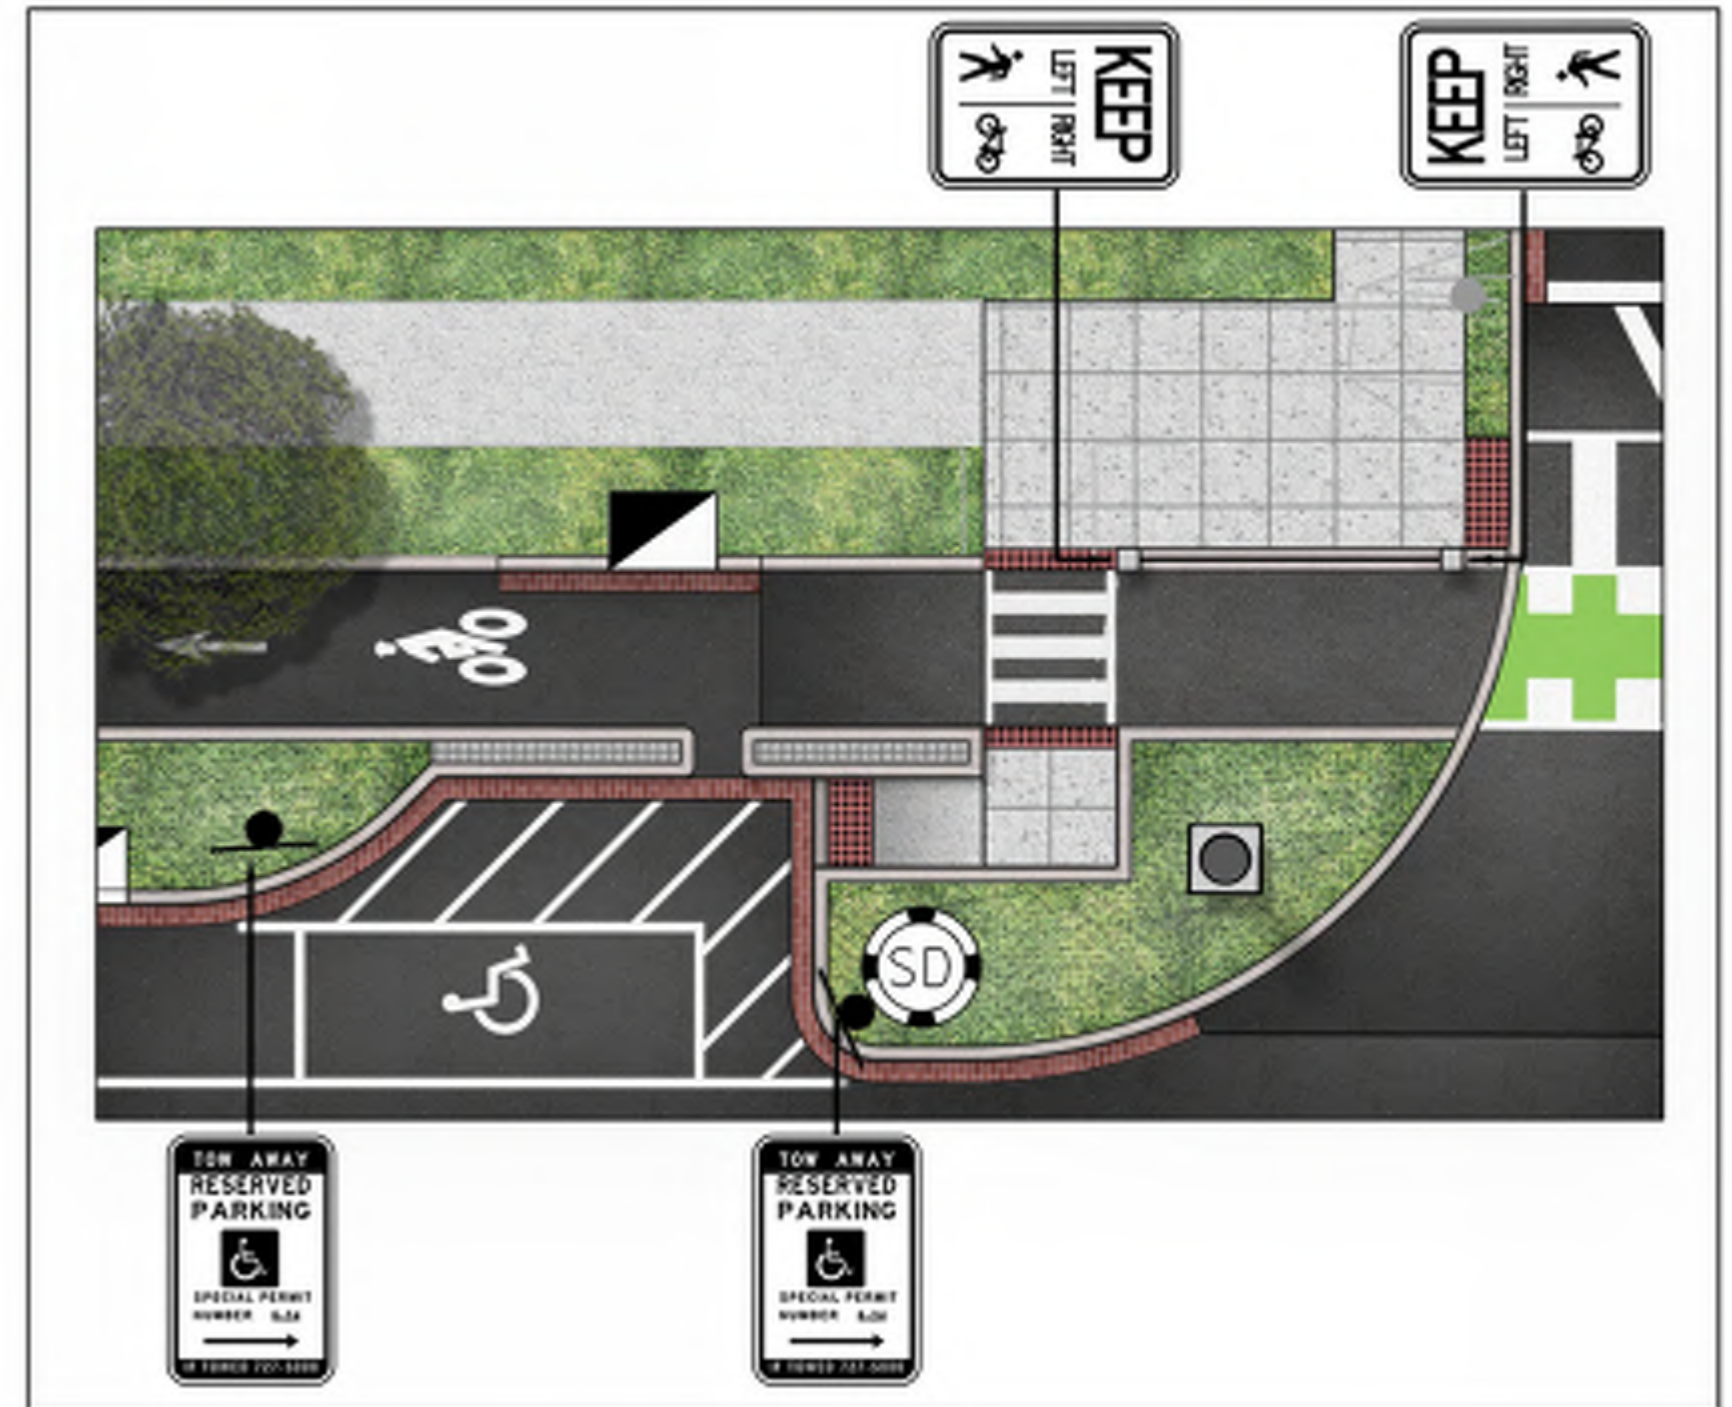 KEEP
LEFT RIGHT
KEEP
LEFT RIGHT
SD
TOW AWAY
RESERVED
PARKING
SPECIAL PERMIT
NUMBER
TOW AWAY
RESERVED
PARKING
SPECIAL PERMIT
NUMBER